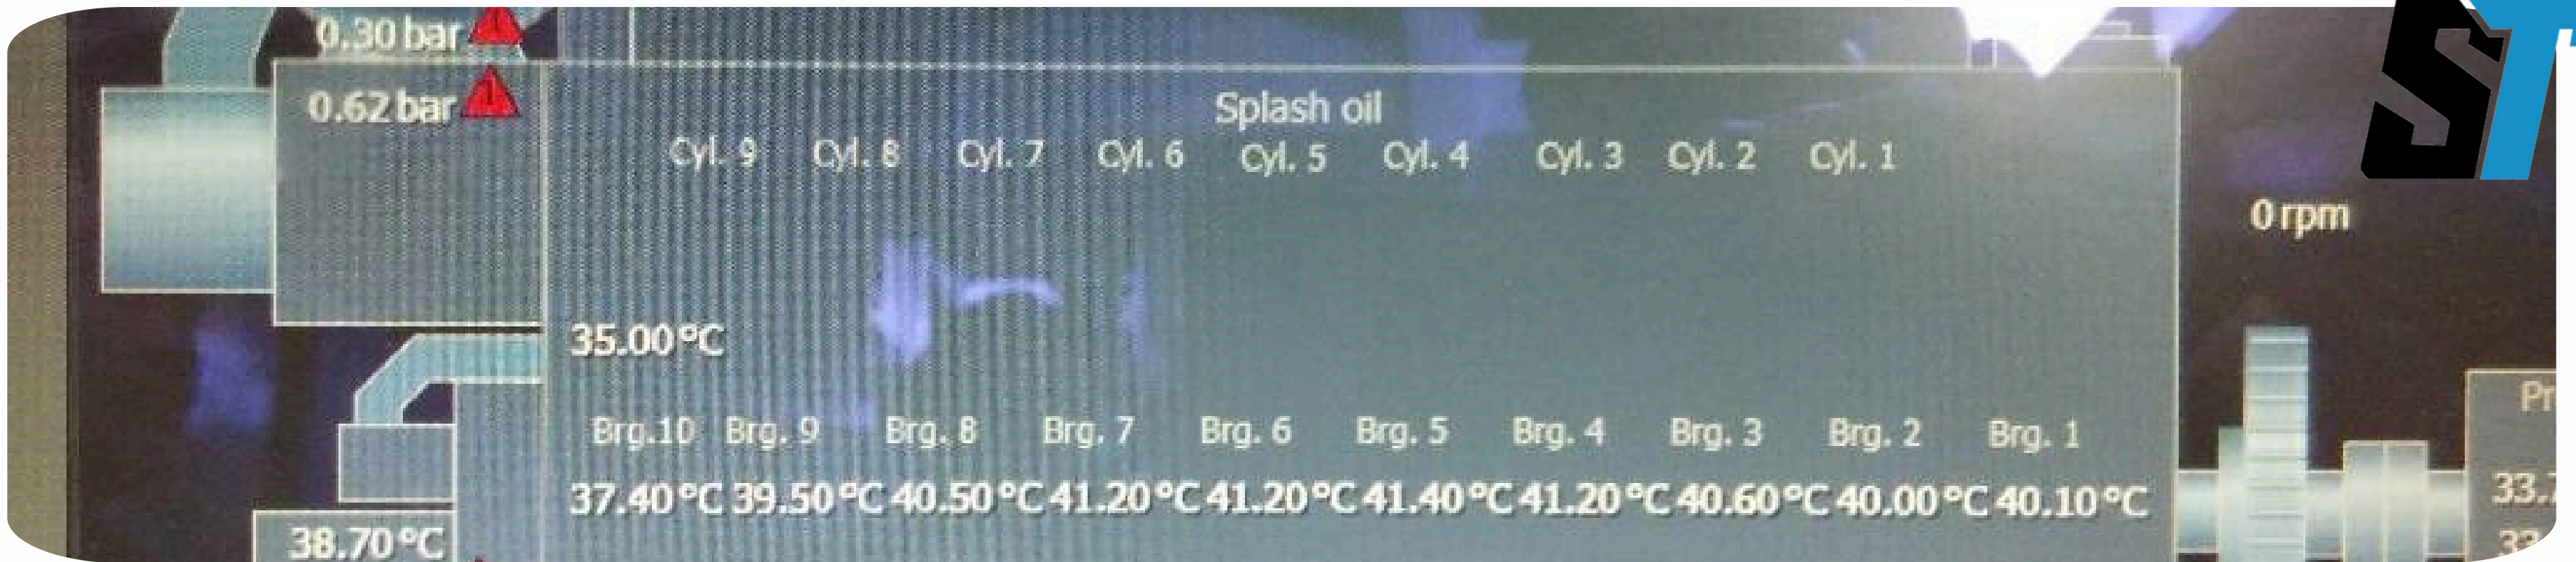 0.30 bar
0.62 bar
Splash oil
Cyl. 9 Cyl. 8 Cyl. 7 Cyl. 6 Cyl. 5 Cyl. 4 Cyl. 3 Cyl. 2 Cyl. 1
0 rpm
35.00 °C
Brg.10 Brg. 9 Brg. 8 Brg. 7 Brg. 6 Brg. 5 Brg. 4 Brg. 3 Brg. 2 Brg. 1
37.40 °C 39.50 °C 40.50 °C 41.20 °C 41.20 °C 41.40 °C 41.20 °C 40.60 °C 40.00 °C 40.10 °C
38.70 °C
ST